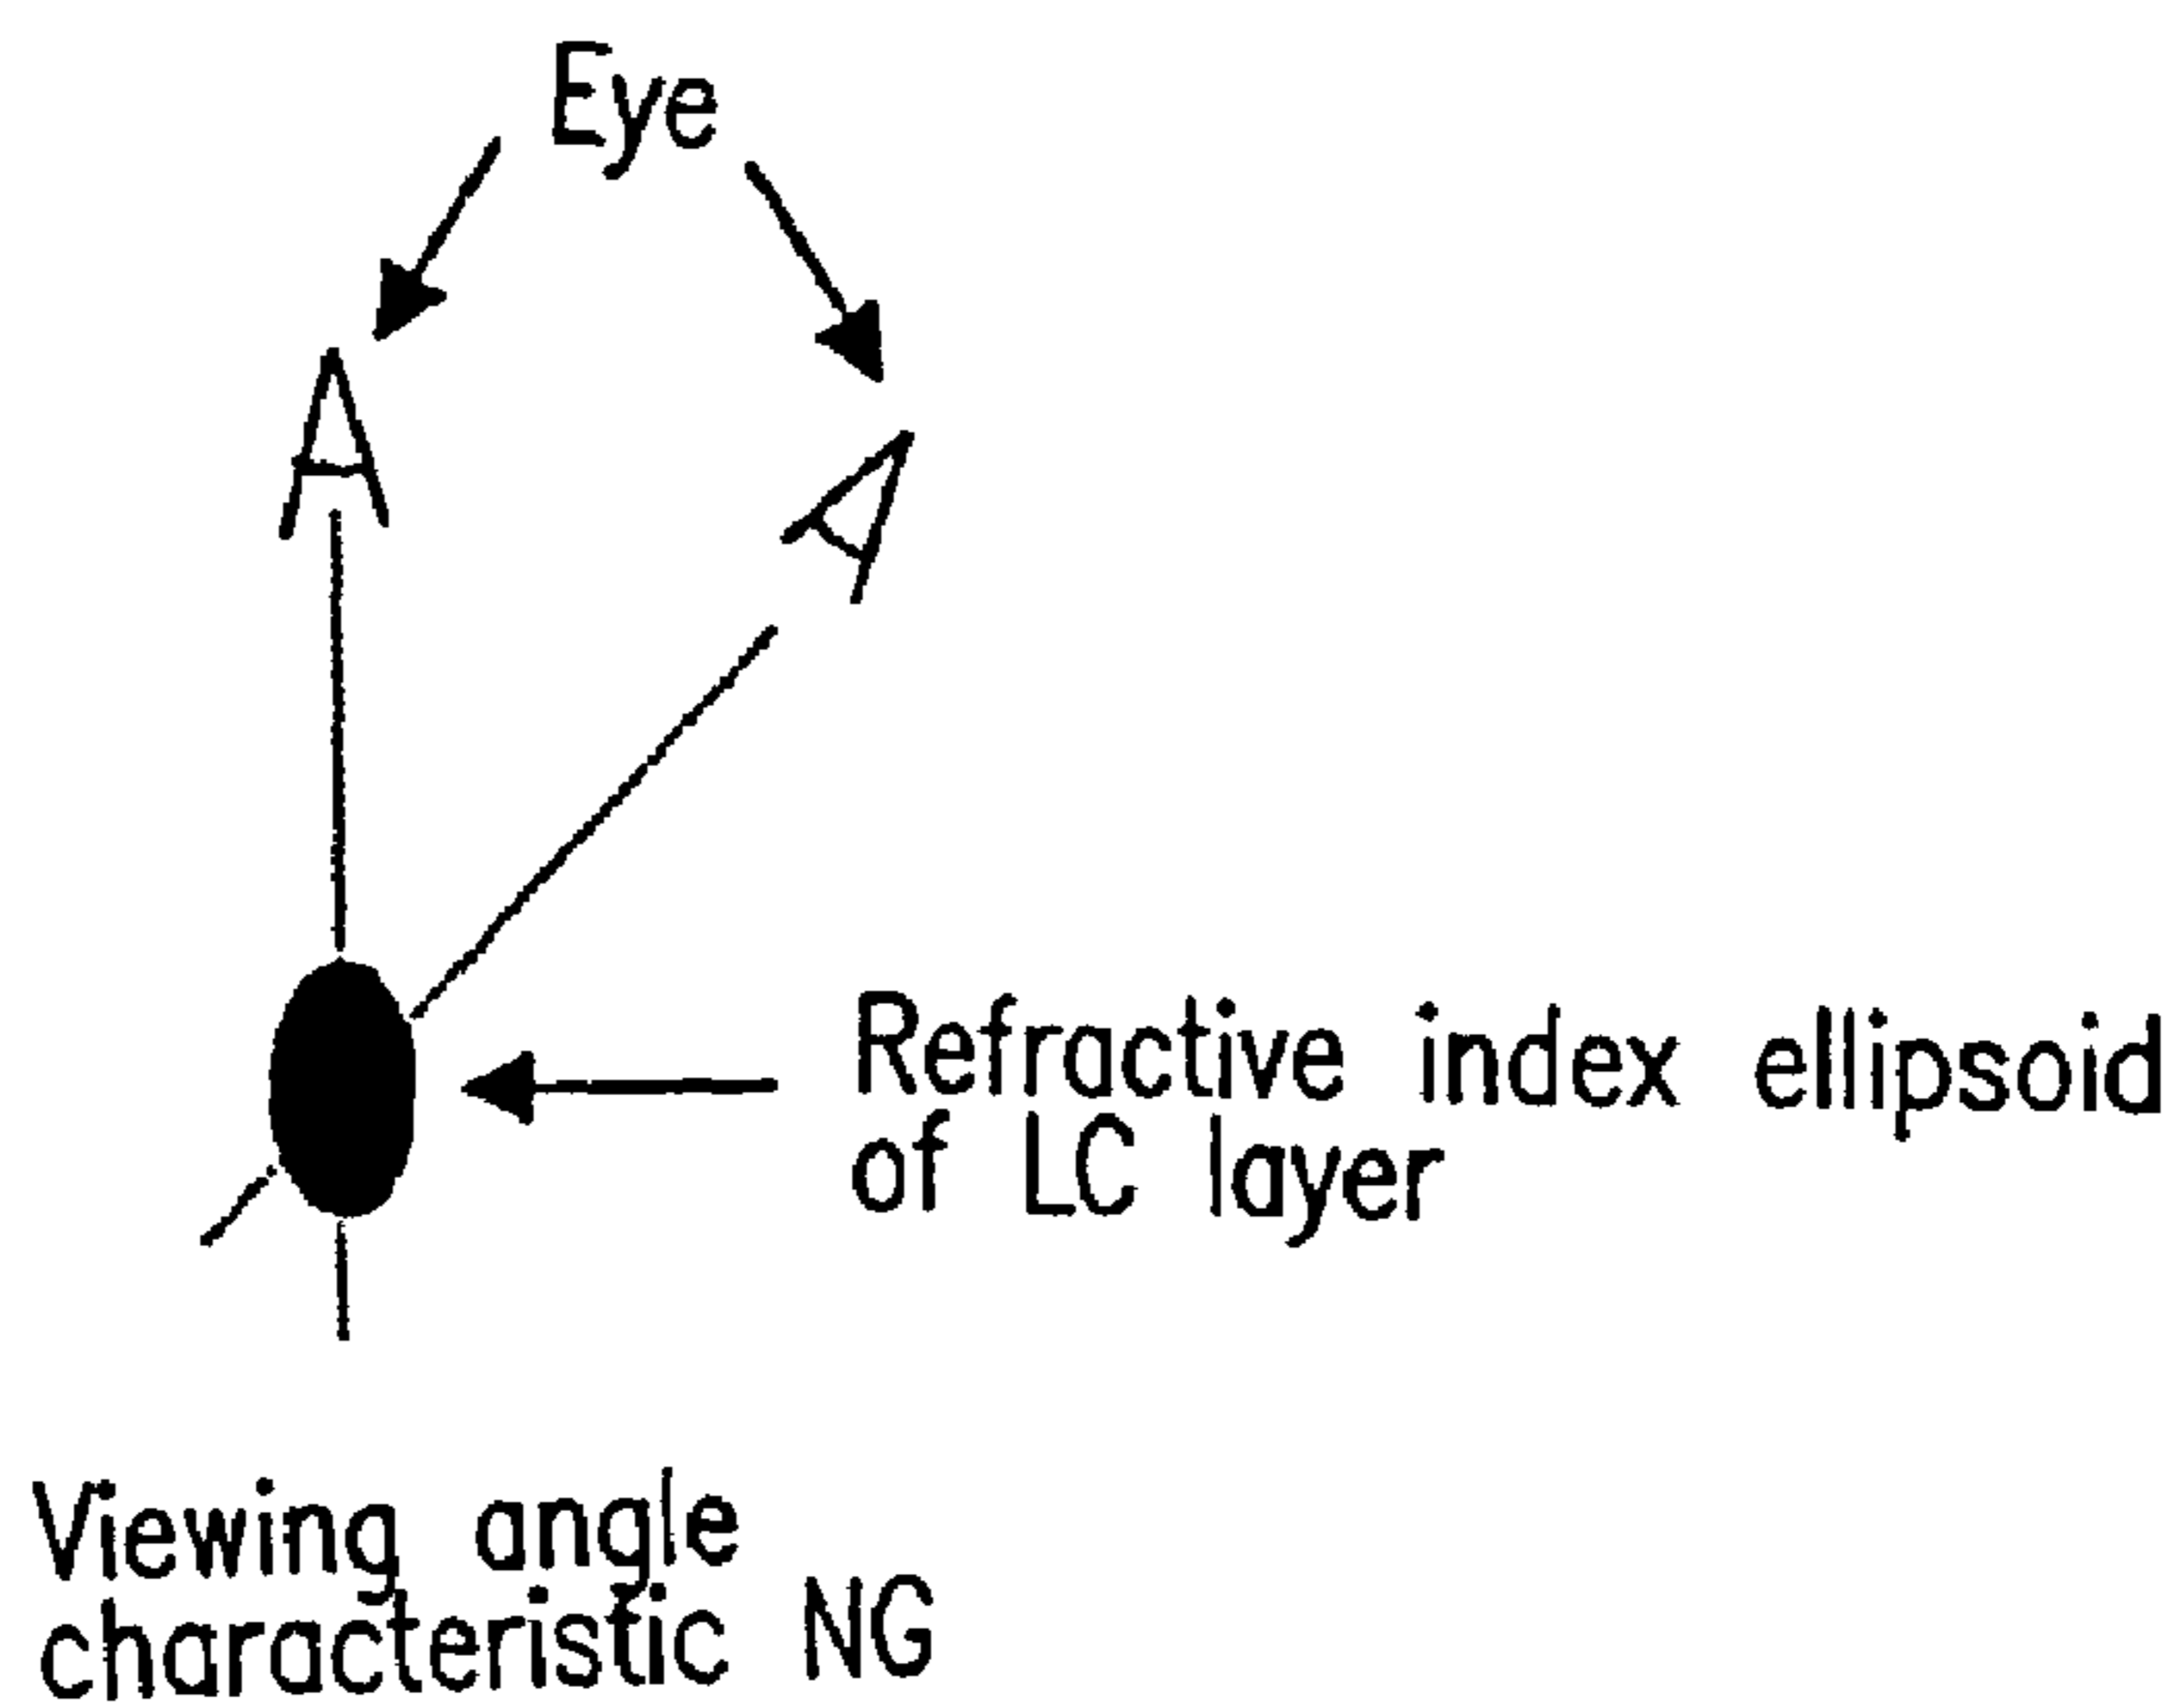 Eye
Refractive index ellipsoid
of LC layer
Viewing angle
characteristic NG